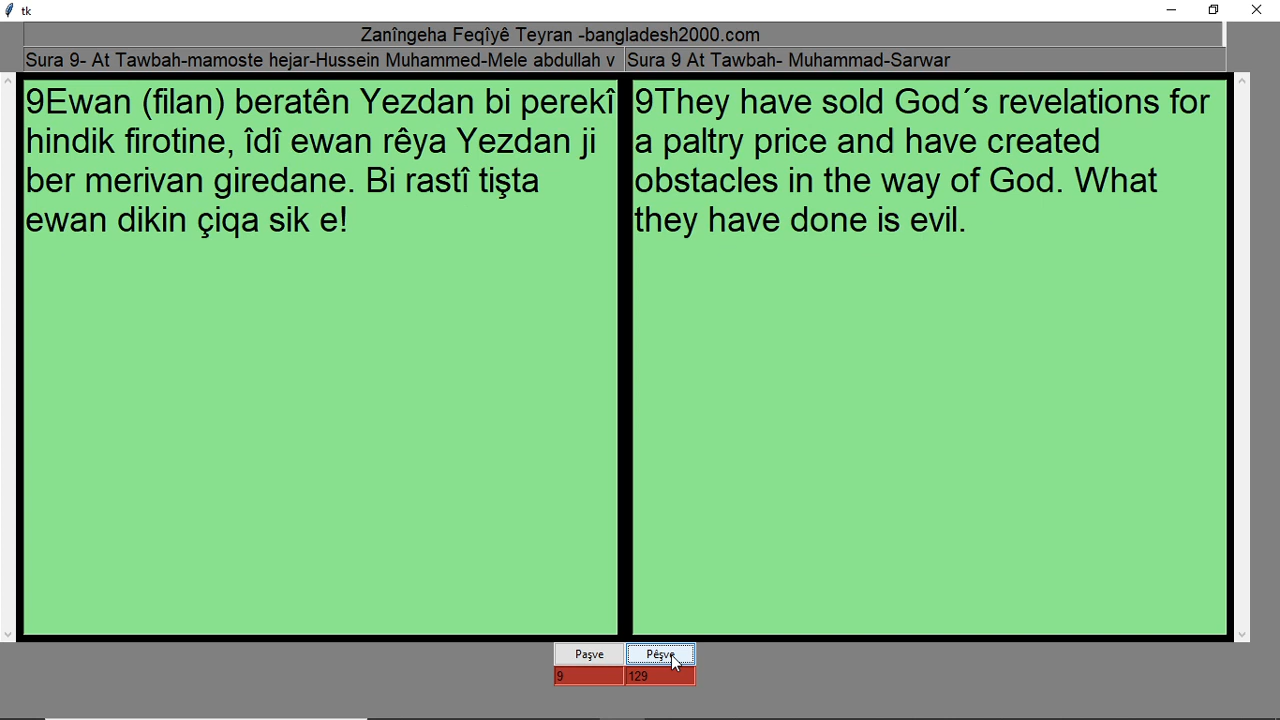 tk
Zanîngeha Feqîyê Teyran -bangladesh2000.com
Sura 9- At Tawbah-mamoste hejar-Hussein Muhammed-Mele abdullah v
Sura 9 At Tawbah- Muhammad-Sarwar
9Ewan (filan) beratên Yezdan bi perekî
hindik firotine, îdî ewan rêya Yezdan ji
ber merivan giredane. Bi rastî tişta
ewan dikin çiqa sik e!
9They have sold God´s revelations for
a paltry price and have created
obstacles in the way of God. What
they have done is evil.
Paşve
Pêşve
9
129